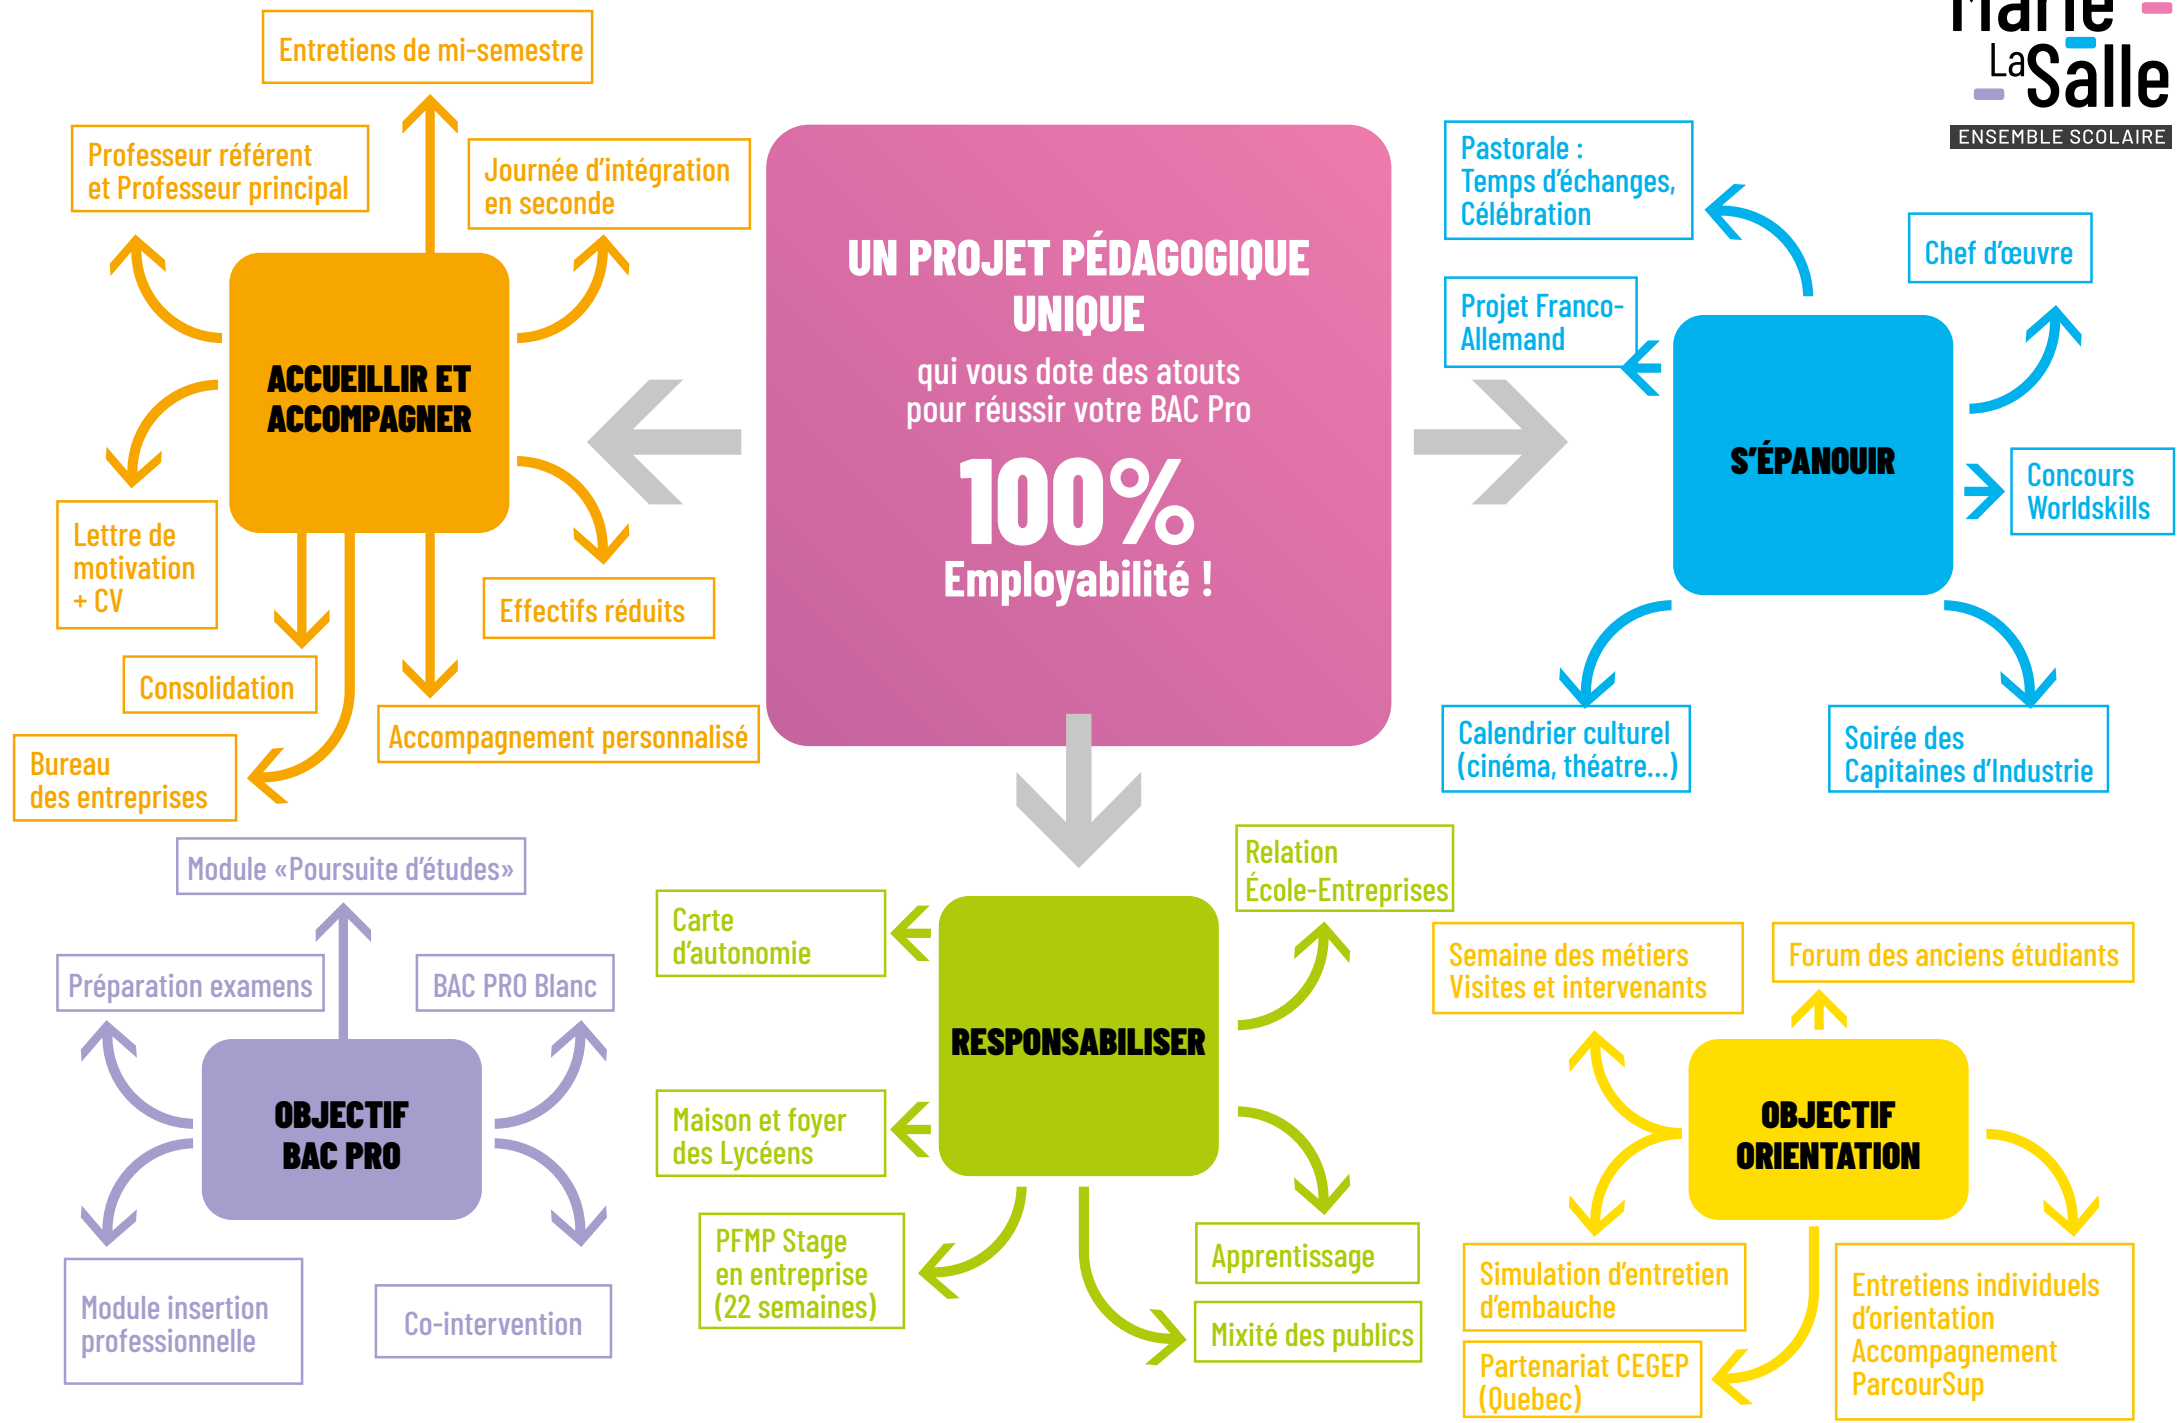 Marie
La Salle
ENSEMBLE SCOLAIRE
UN PROJET PÉDAGOGIQUE
UNIQUE
qui vous dote des atouts
pour réussir votre BAC Pro
100%
Employabilité !
ACCUEILLIR ET
ACCOMPAGNER
Entretiens de mi-semestre
Professeur référent
et Professeur principal
Journée d'intégration
en seconde
Lettre de
motivation
+ CV
Effectifs réduits
Consolidation
Accompagnement personnalisé
Bureau
des entreprises
S'ÉPANOUIR
Pastorale :
Temps d'échanges,
Célébration
Chef d'œuvre
Projet Franco-
Allemand
Concours
Worldskills
Calendrier culturel
(cinéma, théatre...)
Soirée des
Capitaines d'Industrie
OBJECTIF
BAC PRO
Module «Poursuite d'études»
Préparation examens
BAC PRO Blanc
Module insertion
professionnelle
Co-intervention
RESPONSABILISER
Relation
École-Entreprises
Carte
d'autonomie
Maison et foyer
des Lycéens
PFMP Stage
en entreprise
(22 semaines)
Apprentissage
Mixité des publics
OBJECTIF
ORIENTATION
Semaine des métiers
Visites et intervenants
Forum des anciens étudiants
Simulation d'entretien
d'embauche
Partenariat CEGEP
(Quebec)
Entretiens individuels
d'orientation
Accompagnement
ParcourSup